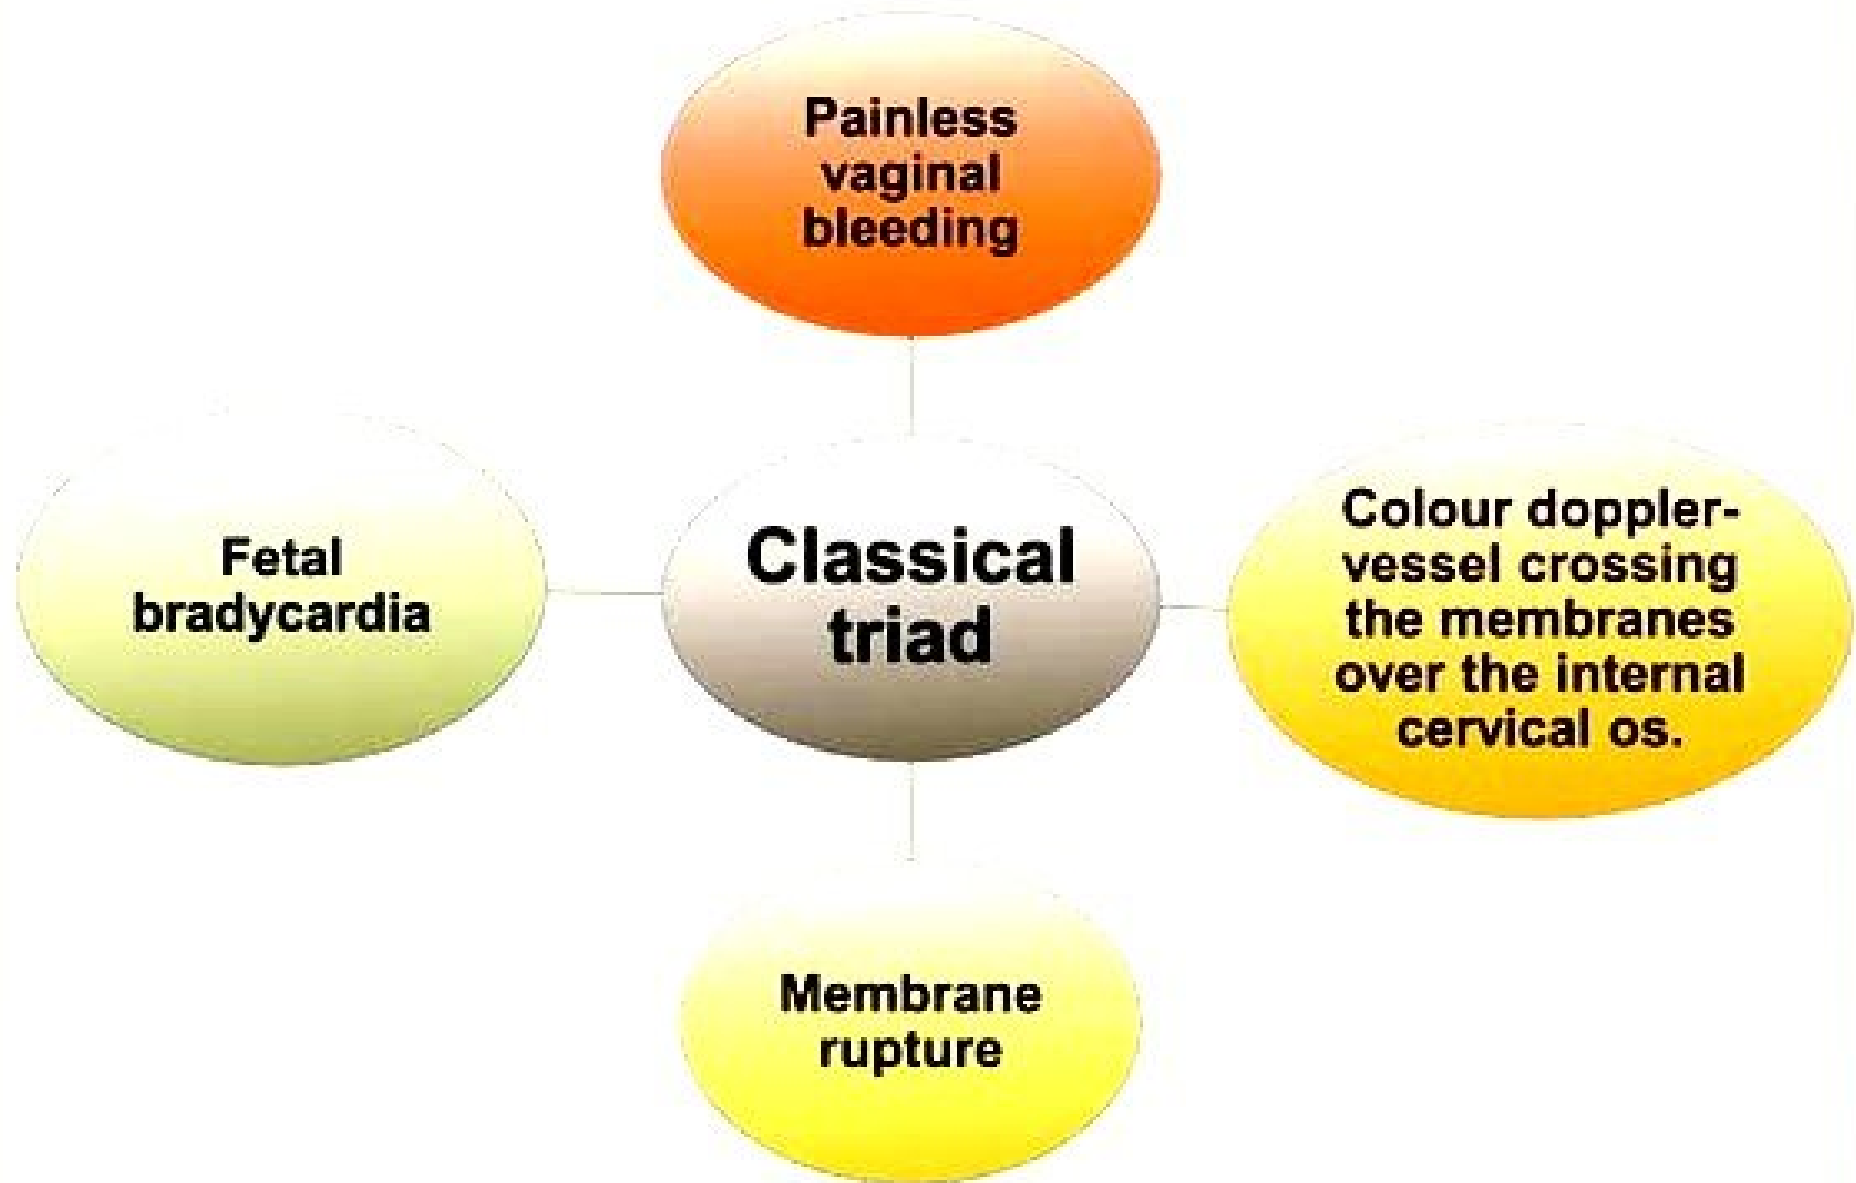 Painless
vaginal
bleeding
Fetal
bradycardia
Classical
triad
Colour doppler-
vessel crossing
the membranes
over the internal
cervical os.
Membrane
rupture